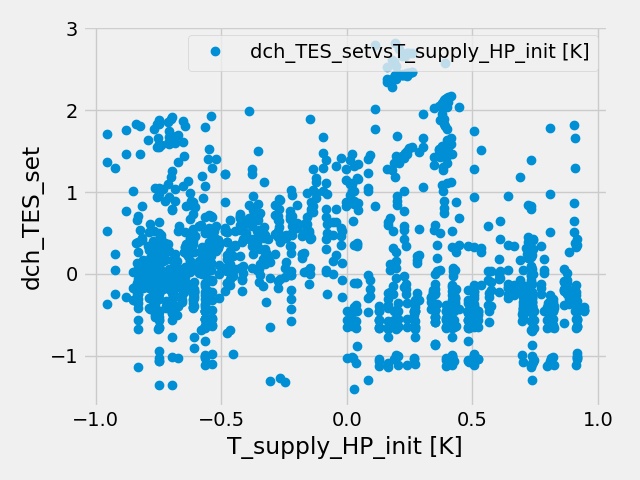 3
dch_TES_setvsT_supply_HP_init [K]
2
1
0
−1
dch_TES_set
−1.0 −0.5 0.0 0.5 1.0
T_supply_HP_init [K]